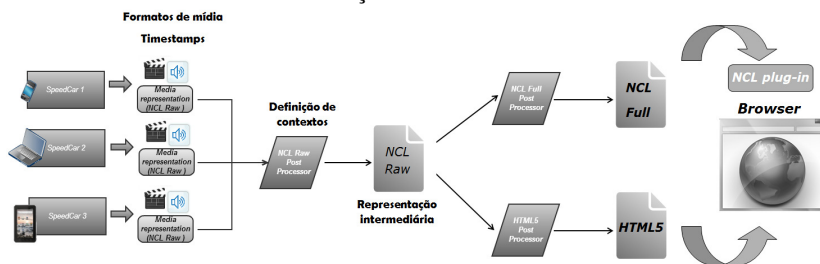 Formatos de mídia
Timestamps
SpeedCar 1
Media
representation
(NCL Raw )
SpeedCar 2
Media
representation
(NCL Raw )
SpeedCar 3
Media
representation
(NCL Raw )
Definição de
contextos
NCL Raw
Post
Processor
NCL
Raw
Representação
intermediária
NCL Full
Post
Processor
NCL
Full
HTML5
Post
Processor
HTML5
NCL plug-in
Browser